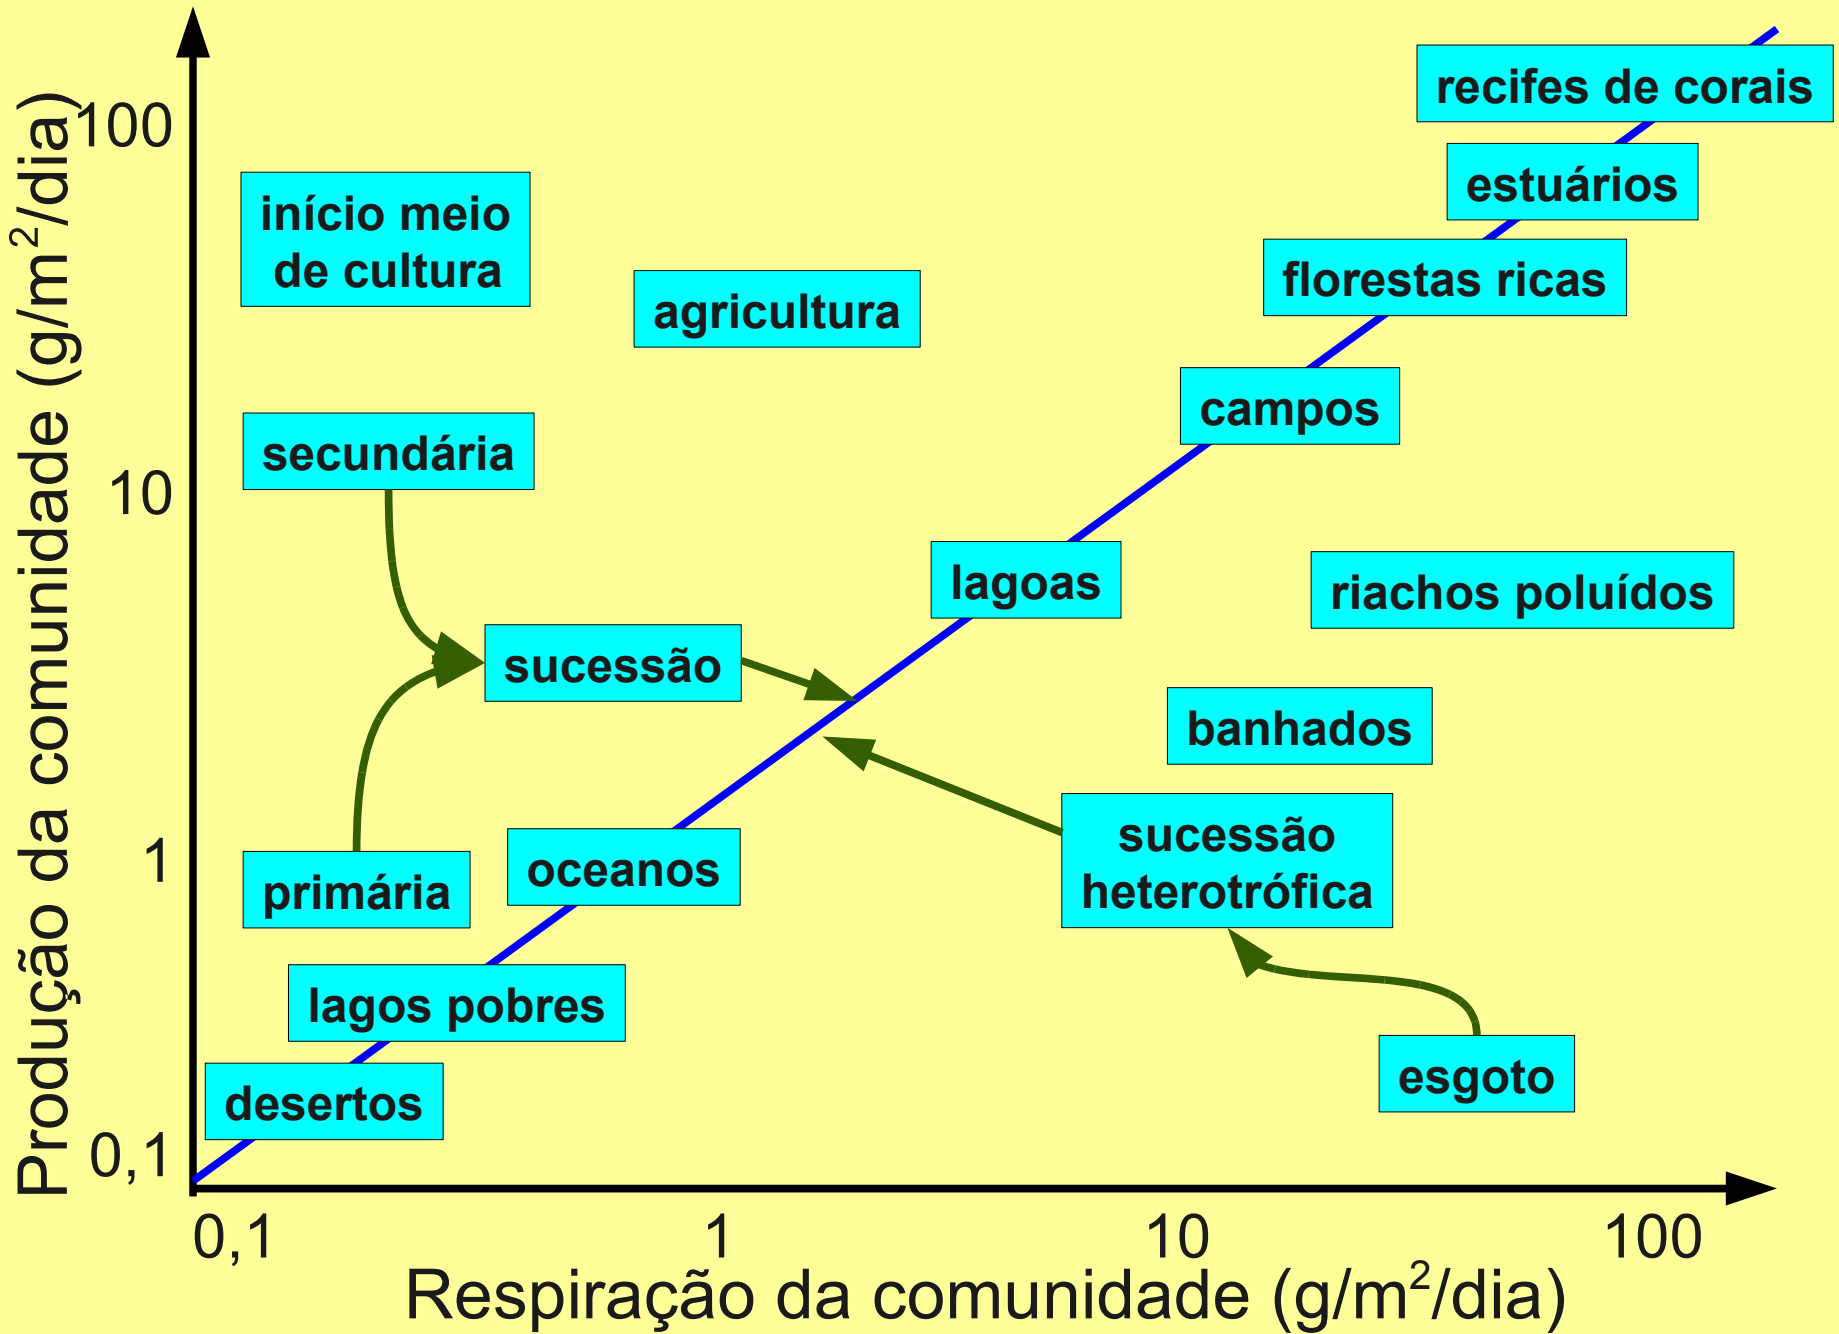 Produção da comunidade (g/m²/dia)
100
10
1
0,1
recifes de corais
estuários
início meio
de cultura
florestas ricas
agricultura
campos
secundária
lagoas
riachos poluídos
sucessão
banhados
sucessão
heterotrófica
oceanos
primária
lagos pobres
esgoto
desertos
0,1
1
10
100
Respiração da comunidade (g/m²/dia)